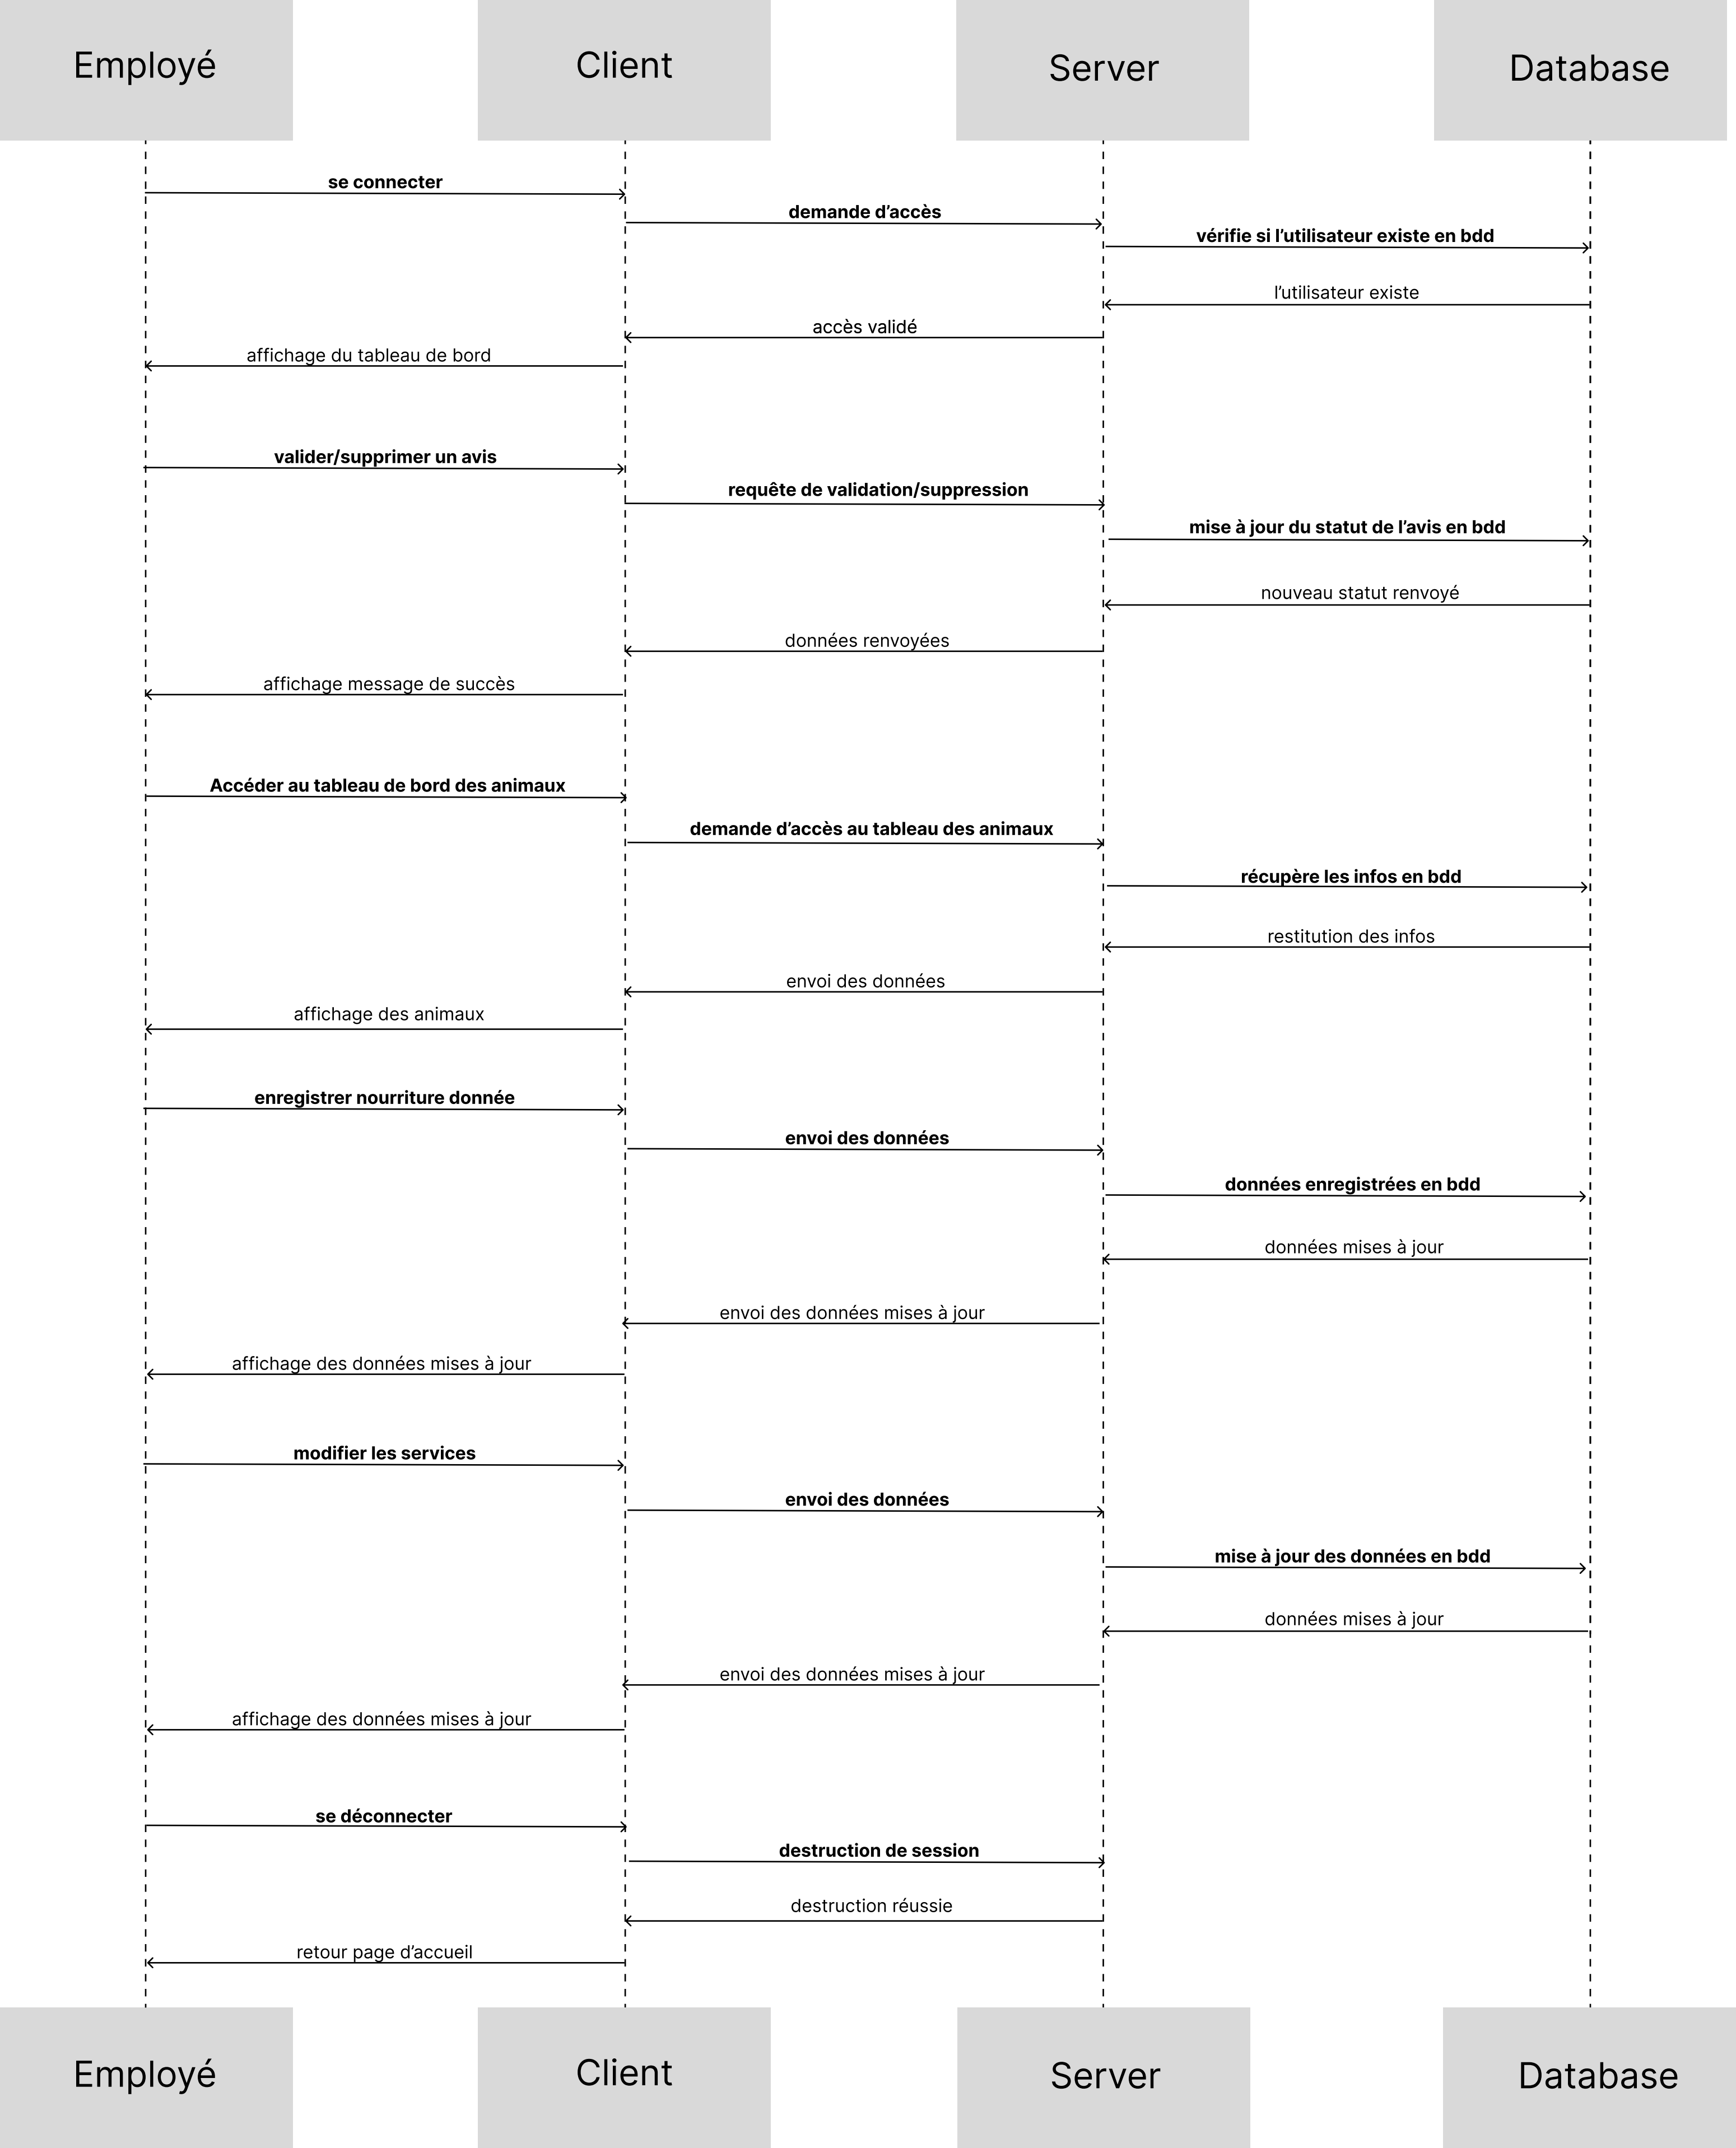 Employé
Client
Server
Database
se connecter
demande d’accès
vérifie si l’utilisateur existe en bdd
l’utilisateur existe
accès validé
affichage du tableau de bord
valider/supprimer un avis
requête de validation/suppression
mise à jour du statut de l’avis en bdd
nouveau statut renvoyé
données renvoyées
affichage message de succès
Accéder au tableau de bord des animaux
demande d’accès au tableau des animaux
récupère les infos en bdd
restitution des infos
envoi des données
affichage des animaux
enregistrer nourriture donnée
envoi des données
données enregistrées en bdd
données mises à jour
envoi des données mises à jour
affichage des données mises à jour
modifier les services
envoi des données
mise à jour des données en bdd
données mises à jour
envoi des données mises à jour
affichage des données mises à jour
se déconnecter
destruction de session
destruction réussie
retour page d’accueil
Employé
Client
Server
Database